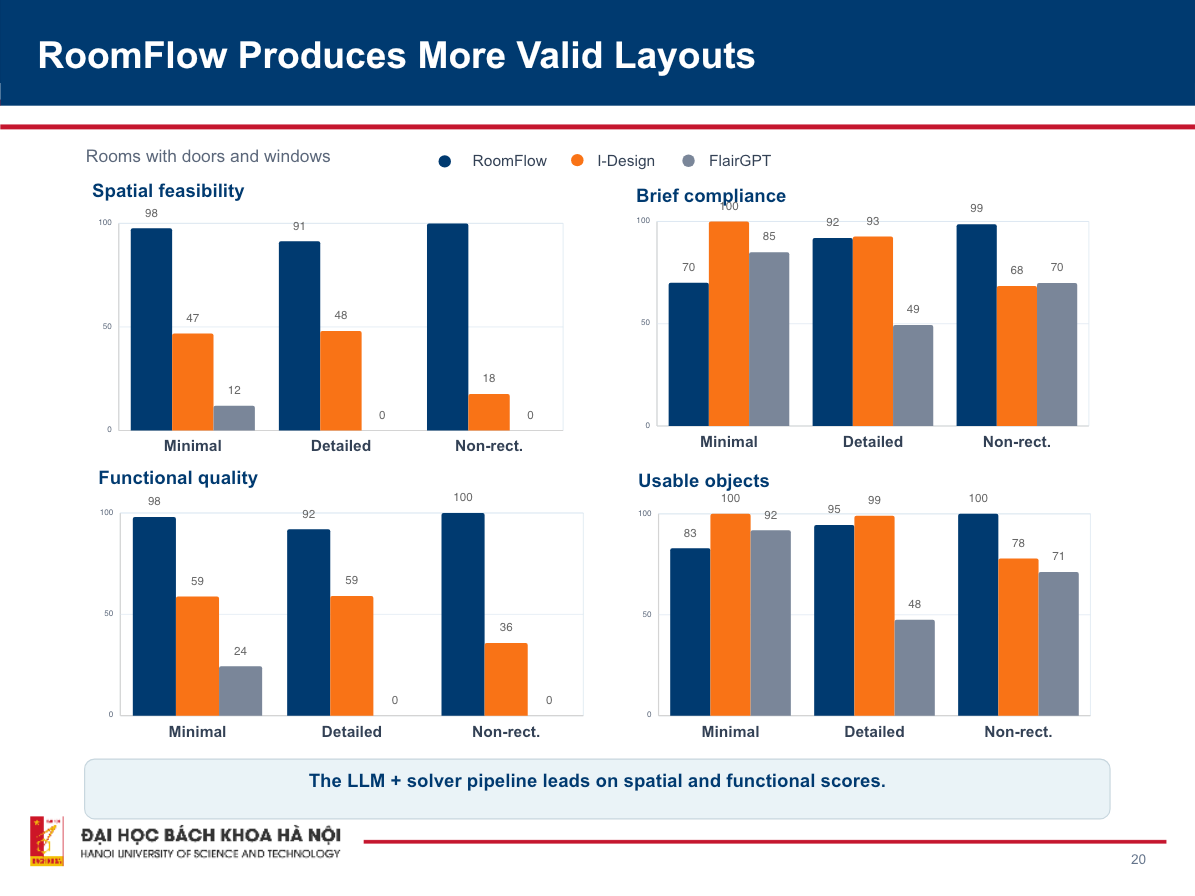 RoomFlow Produces More Valid Layouts
Rooms with doors and windows
RoomFlow
I-Design
FlairGPT
Spatial feasibility
100
50
0
98
47
12
91
48
0
18
0
Minimal
Detailed
Non-rect.
Brief compliance
100
50
0
70
100
85
92
93
49
99
68
70
Minimal
Detailed
Non-rect.
Functional quality
100
50
0
98
59
24
92
59
0
100
36
0
Minimal
Detailed
Non-rect.
Usable objects
100
50
0
83
100
92
95
99
48
100
78
71
Minimal
Detailed
Non-rect.
The LLM + solver pipeline leads on spatial and functional scores.
ĐẠI HỌC BÁCH KHOA HÀ NỘI
HANOI UNIVERSITY OF SCIENCE AND TECHNOLOGY
20